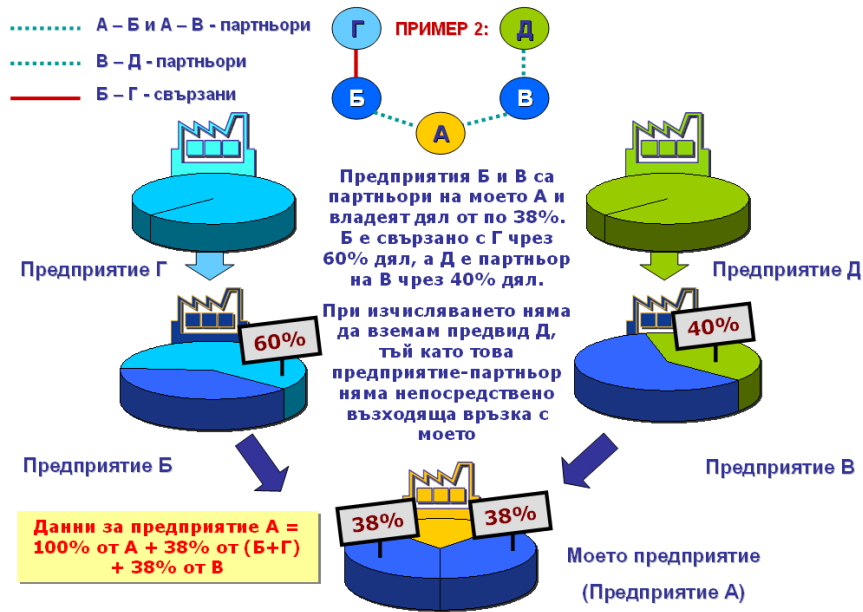 А – Б и А – В - партньори
В – Д - партньори
Б – Г - свързани
Г
ПРИМЕР 2:
Д
Б
В
А
Предприятия Б и В са
партньори на моето А и
владеят дял от по 38%.
Б е свързано с Г чрез
60% дял, а Д е партньор
на В чрез 40% дял.
При изчисляването няма
да вземам предвид Д,
тъй като това
предприятие-партньор
няма непосредствено
възходяща връзка с
моето
Предприятие Г
Предприятие Д
60%
40%
Предприятие Б
Предприятие В
38%
38%
Данни за предприятие А =
100% от А + 38% от (Б+Г)
+ 38% от В
Моето предприятие
(Предприятие А)